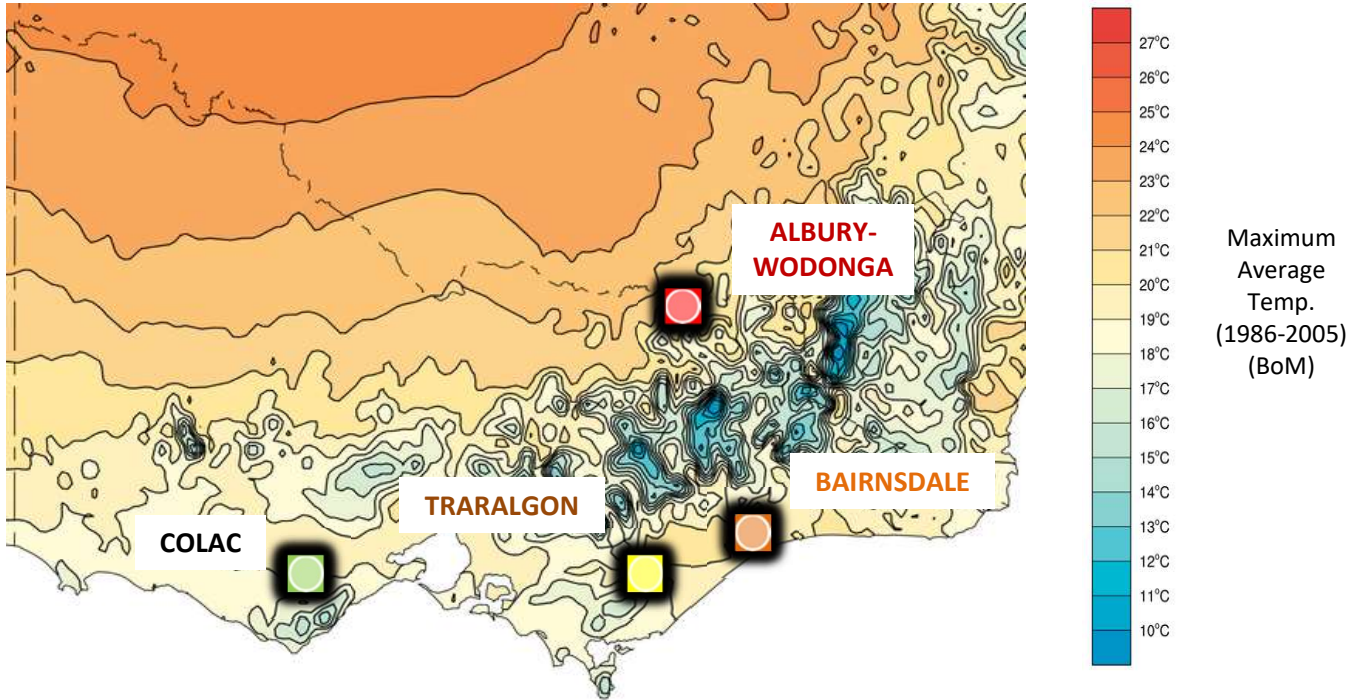 ALBURY-
WODONGA
BAIRNSDALE
TRARALGON
COLAC
27°C
26°C
25°C
24°C
23°C
22°C
21°C
20°C
19°C
18°C
17°C
16°C
15°C
14°C
13°C
12°C
11°C
10°C
Maximum
Average
Temp.
(1986-2005)
(BoM)